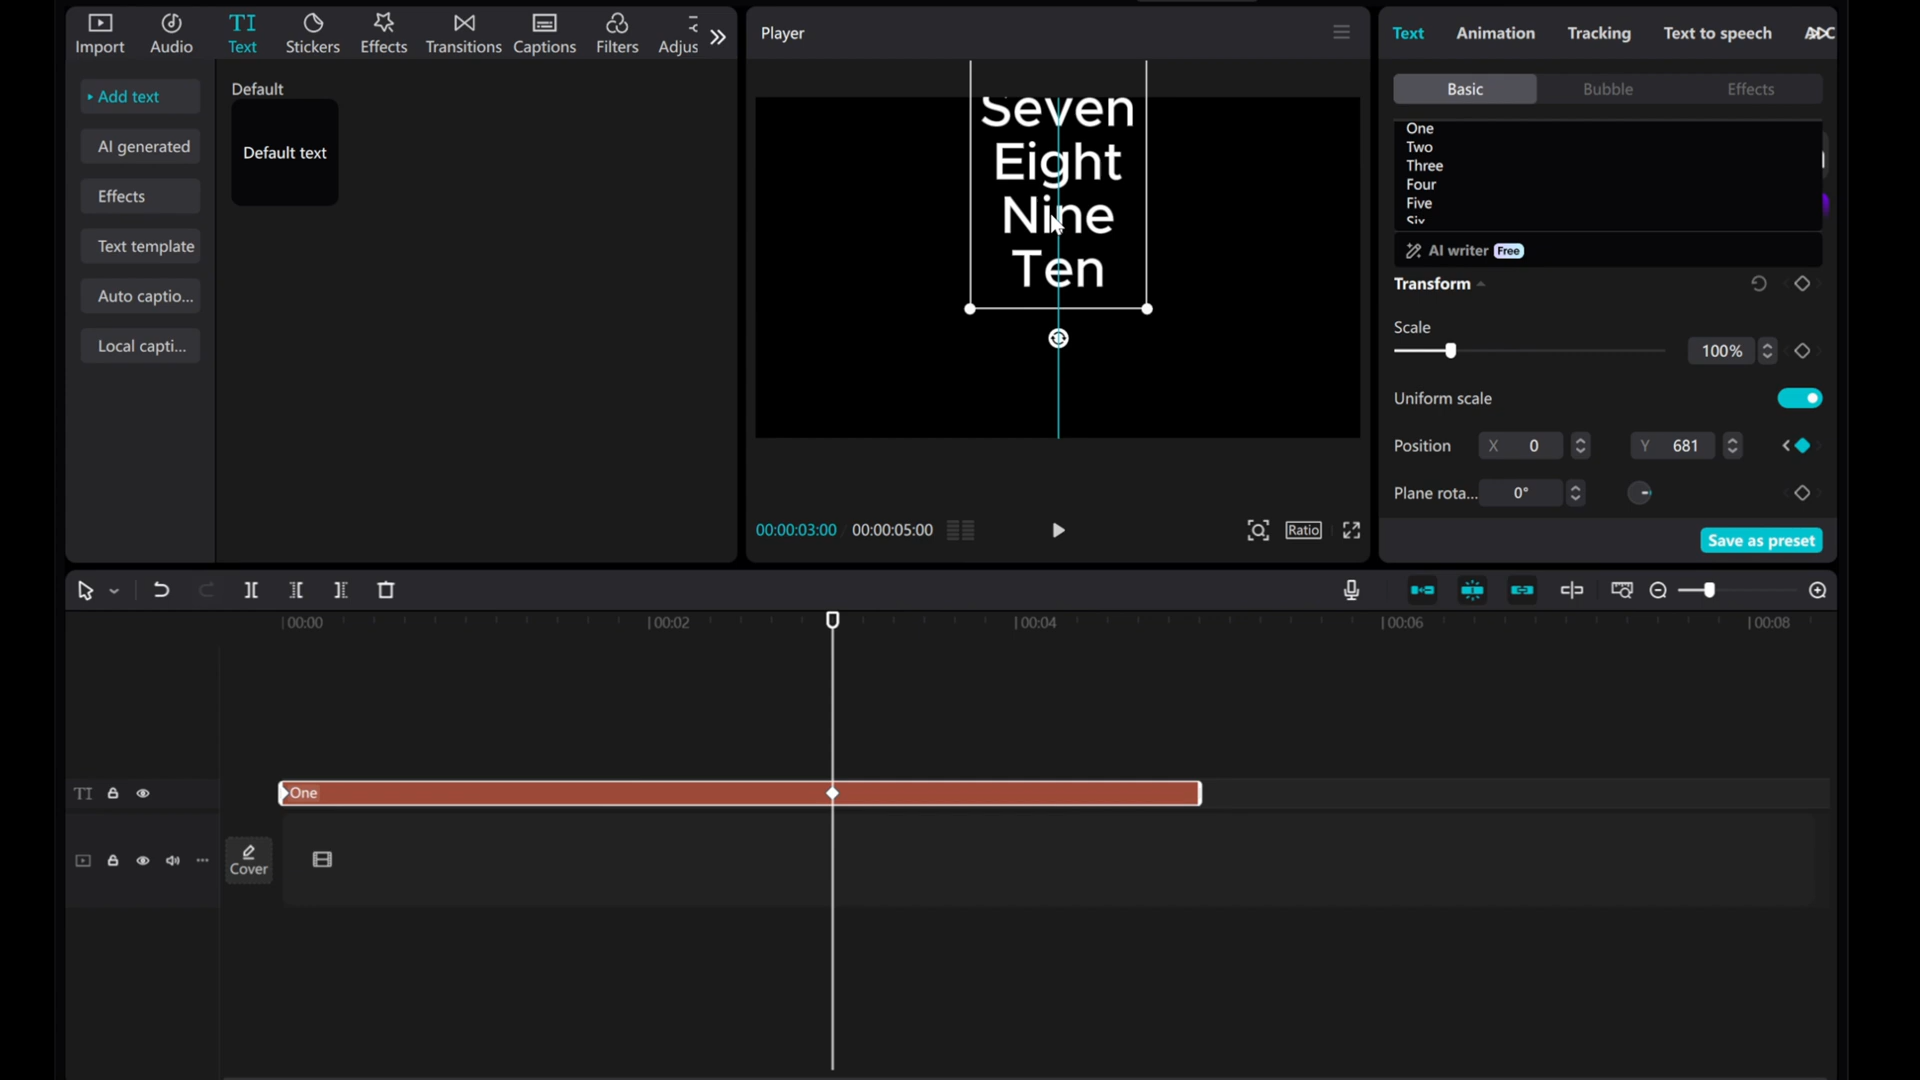 Import
Audio
TI
Text
Stickers
Effects
Transitions
Captions
Filters
Adjus
Add text
AI generated
Effects
Text template
Auto captio...
Local capti...
Default
Default text
Player
Seven
Eight
Nine
Ten
00:00:03:00
00:00:05:00
Ratio
Text
Animation
Tracking
Text to speech
Basic
Bubble
Effects
One
Two
Three
Four
Five
Six
AI writer Free
Transform
Scale
100%
Uniform scale
Position X 0 Y 681
Plane rota... 0°
Save as preset
00:00
00:02
00:04
00:06
00:08
TI
One
Cover